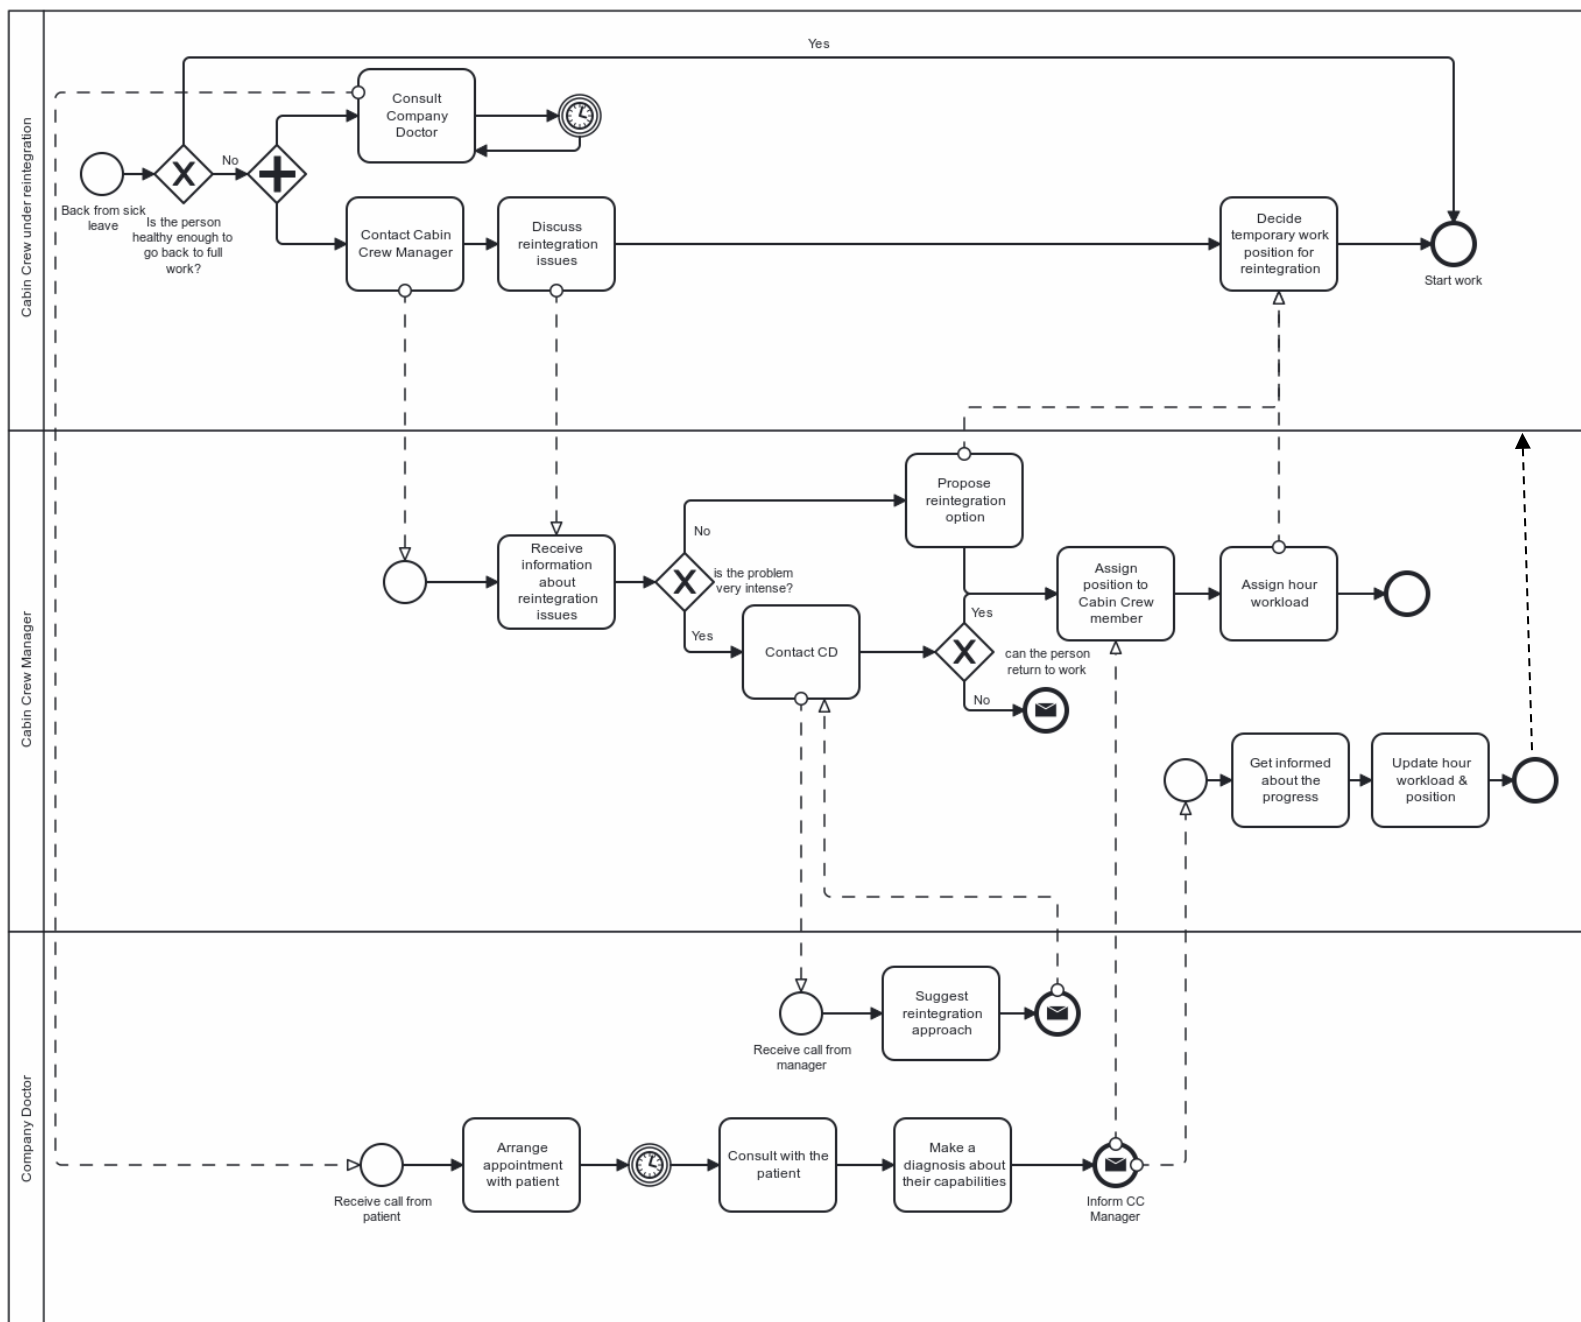 Cabin Crew under reintegration
Yes
Consult
Company
Doctor
No
Back from sick
leave
Is the person
healthy enough to
go back to full
work?
Contact Cabin
Crew Manager
Discuss
reintegration
issues
Decide
temporary work
position for
reintegration
Start work
Cabin Crew Manager
Receive
information
about
reintegration
issues
No
is the problem
very intense?
Yes
Propose
reintegration
option
Contact CD
Yes
can the person
return to work
No
Assign
position to
Cabin Crew
member
Assign hour
workload
Get informed
about the
progress
Update hour
workload &
position
Company Doctor
Receive call from
manager
Suggest
reintegration
approach
Receive call from
patient
Arrange
appointment
with patient
Consult with the
patient
Make a
diagnosis about
their capabilities
Inform CC
Manager